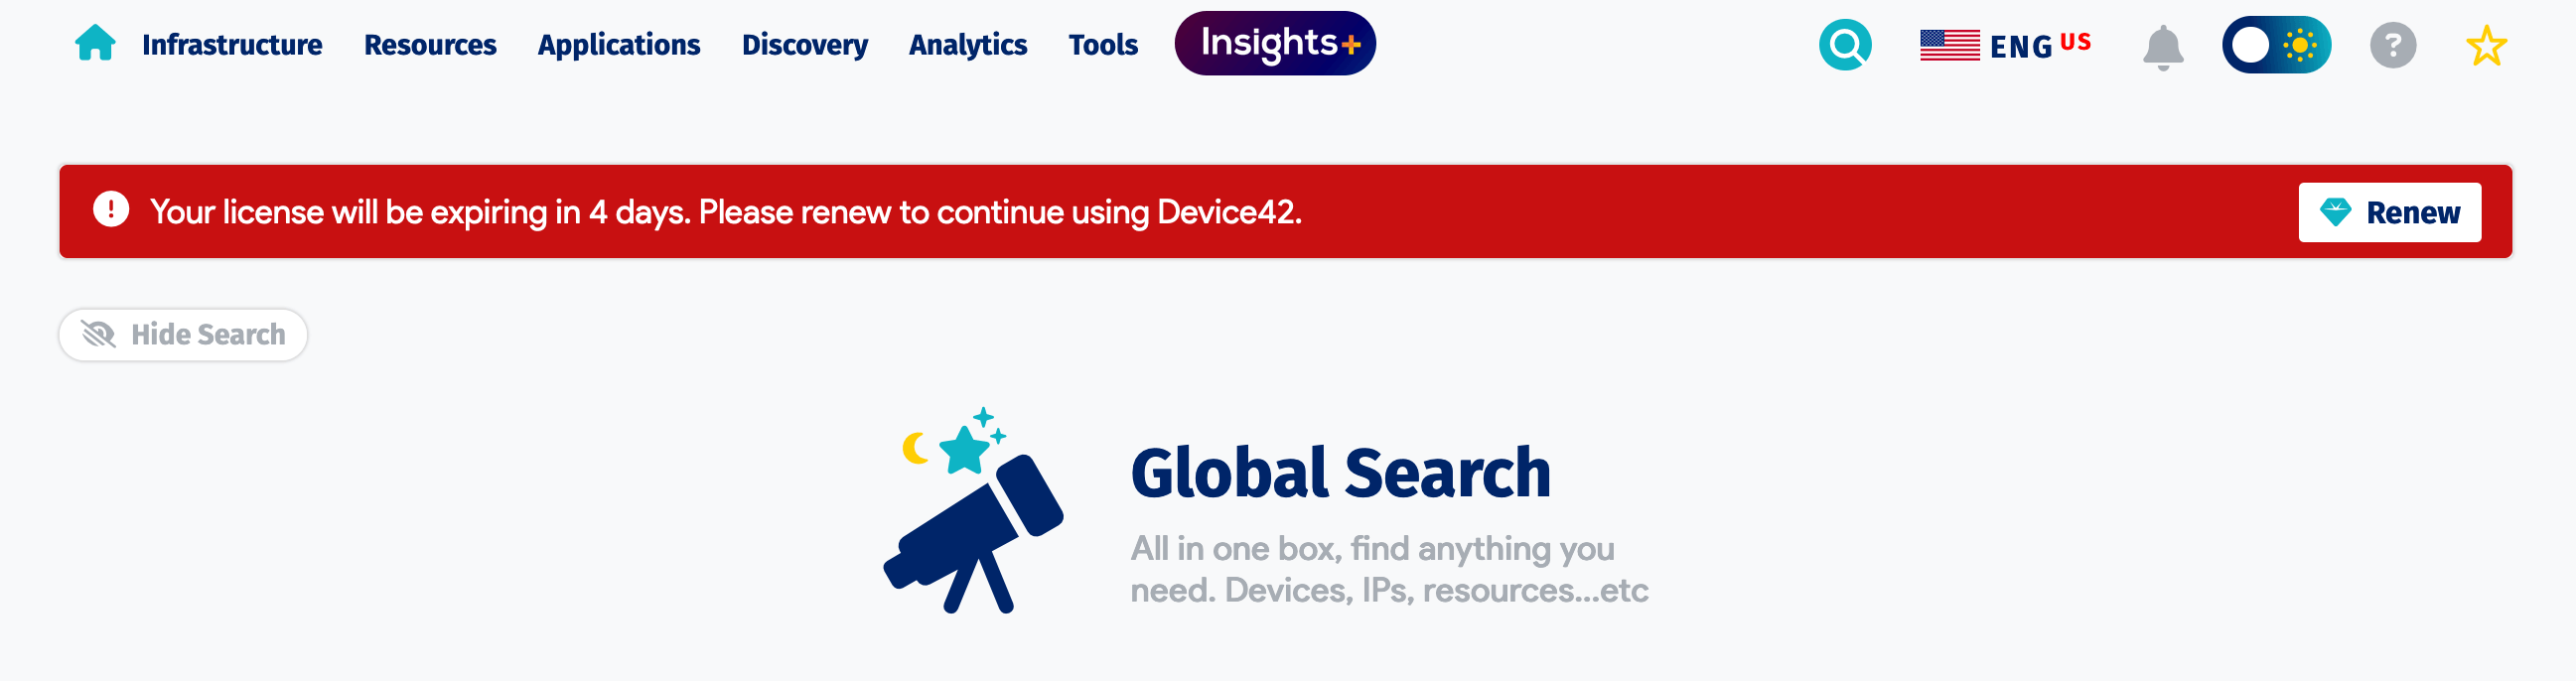 Infrastructure Resources Applications Discovery Analytics Tools Insights+ ENG US ?
! Your license will be expiring in 4 days. Please renew to continue using Device42. Renew
Hide Search
Global Search
All in one box, find anything you
need. Devices, IPs, resources...etc